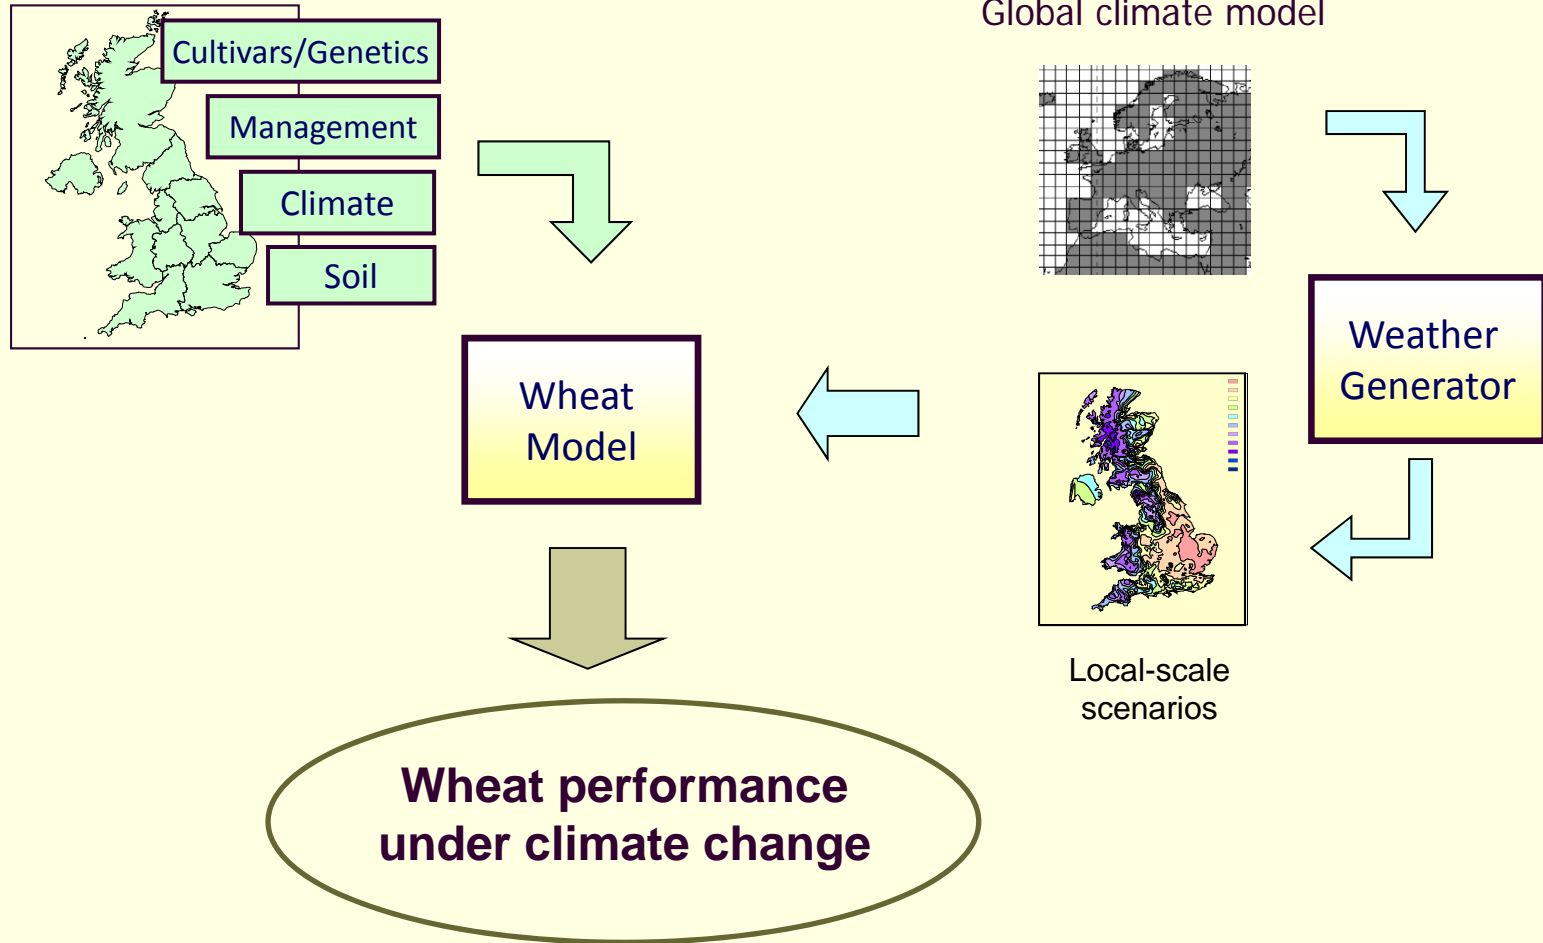 Global climate model
Cultivars/Genetics
Management
Climate
Soil
Weather
Generator
Wheat
Model
Local-scale
scenarios
Wheat performance
under climate change